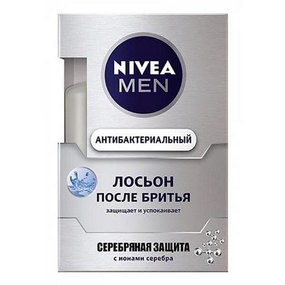 NIVEA
MEN
АНТИБАКТЕРИАЛЬНЫЙ
ЛОСЬОН
ПОСЛЕ БРИТЬЯ
защищает и успокаивает
СЕРЕБРЯНАЯ ЗАЩИТА
с ионами серебра